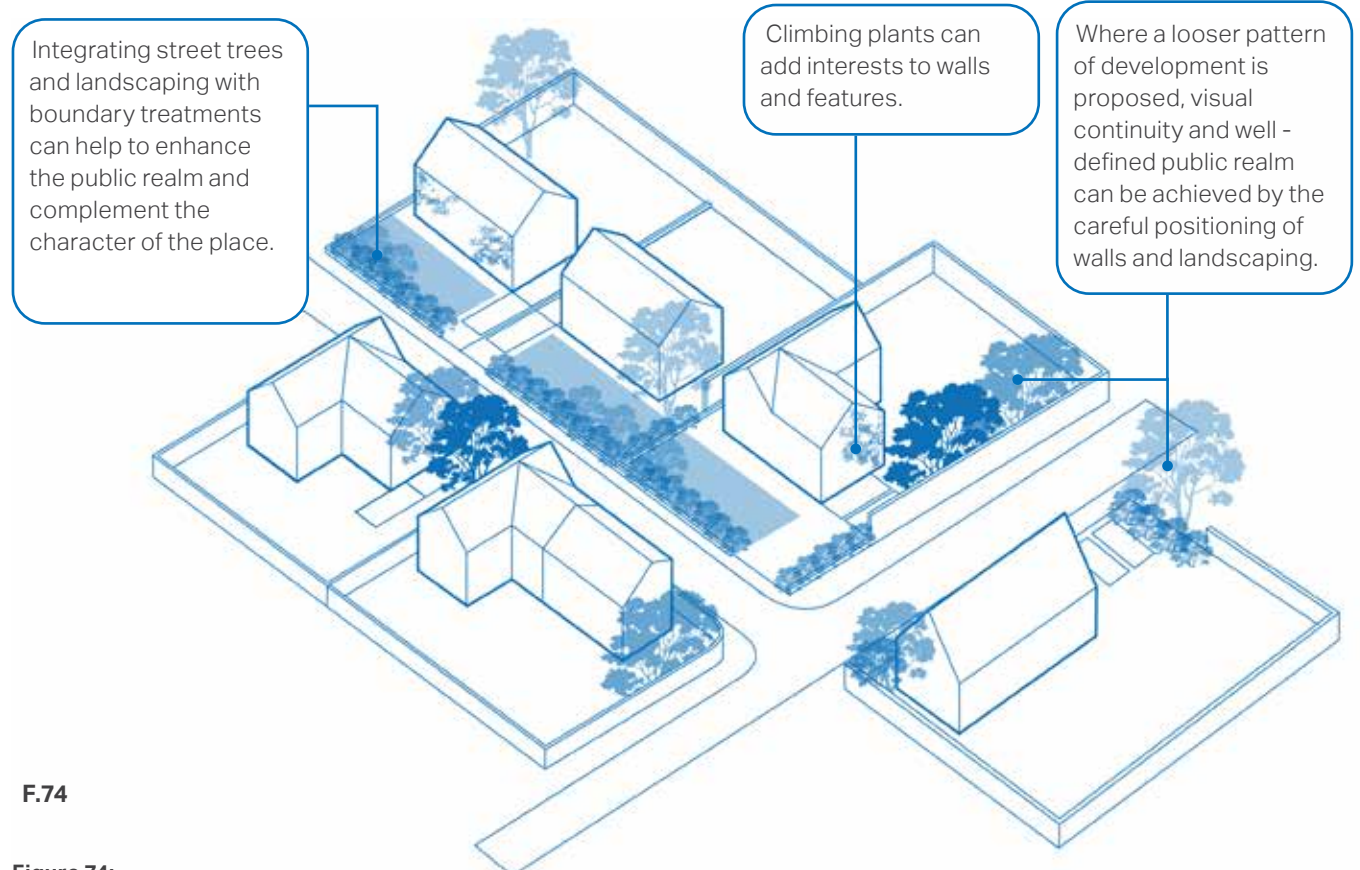 Integrating street trees
and landscaping with
boundary treatments
can help to enhance
the public realm and
complement the
character of the place.
Climbing plants can
add interests to walls
and features.
Where a looser pattern
of development is
proposed, visual
continuity and well -
defined public realm
can be achieved by the
careful positioning of
walls and landscaping.
F.74
Figure 74: